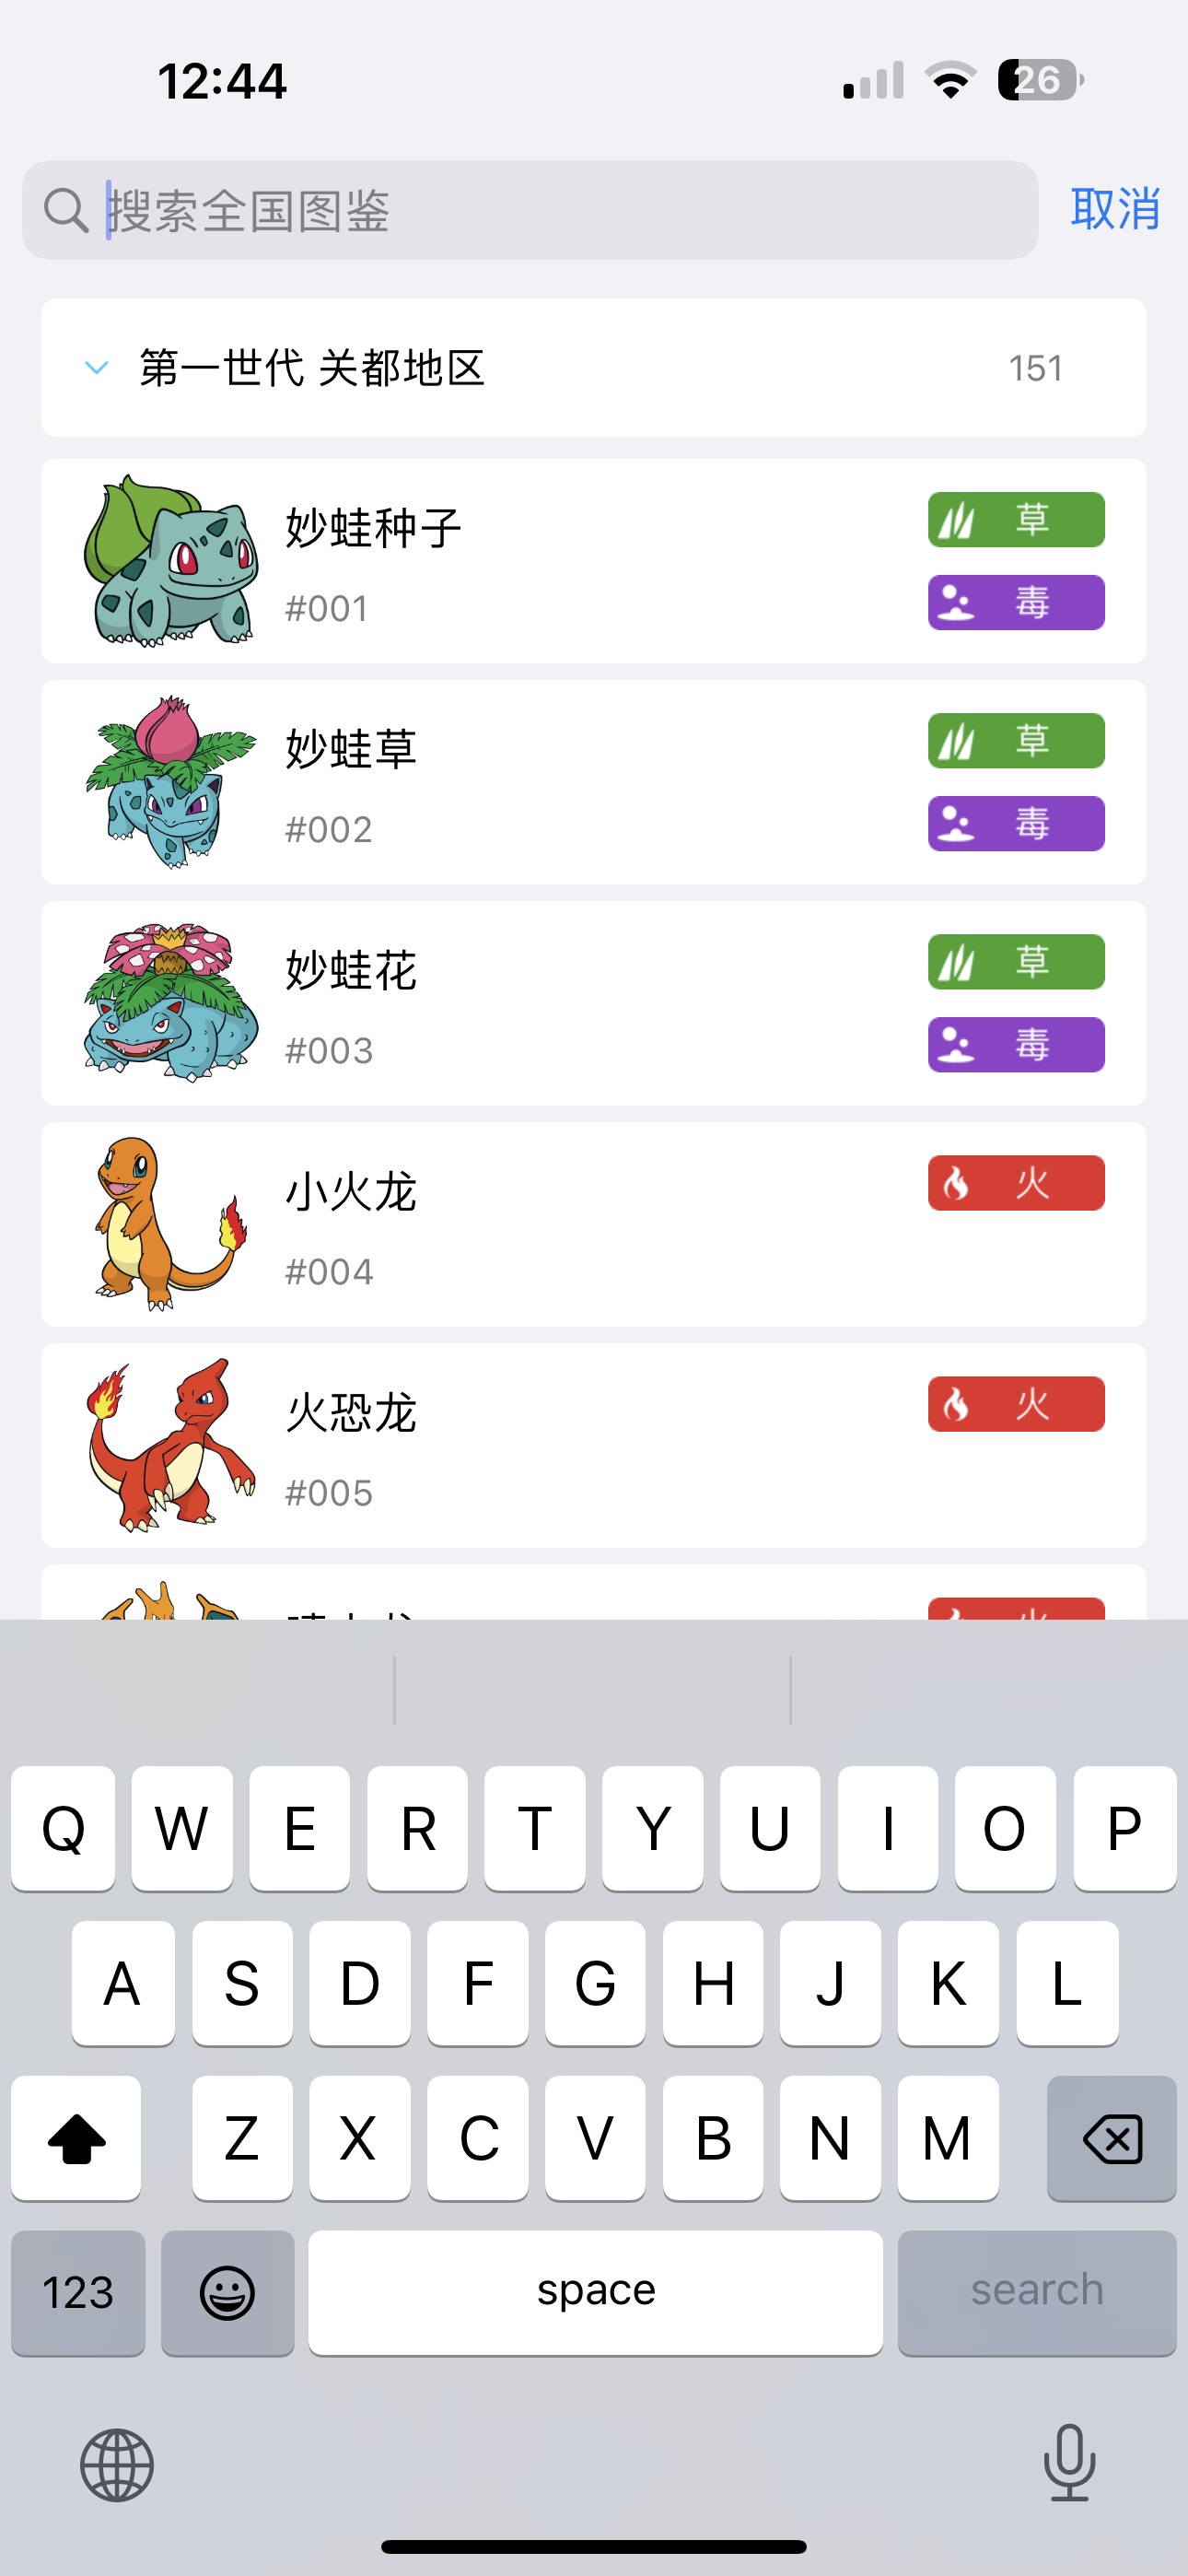 12:44
26
搜索全国图鉴
取消
第一世代 关都地区
151
妙蛙种子
草
#001
毒
妙蛙草
草
#002
毒
妙蛙花
草
#003
毒
小火龙
火
#004
火恐龙
火
#005
Q W E R T Y U I O P
A S D F G H J K L
Z X C V B N M
123
space
search